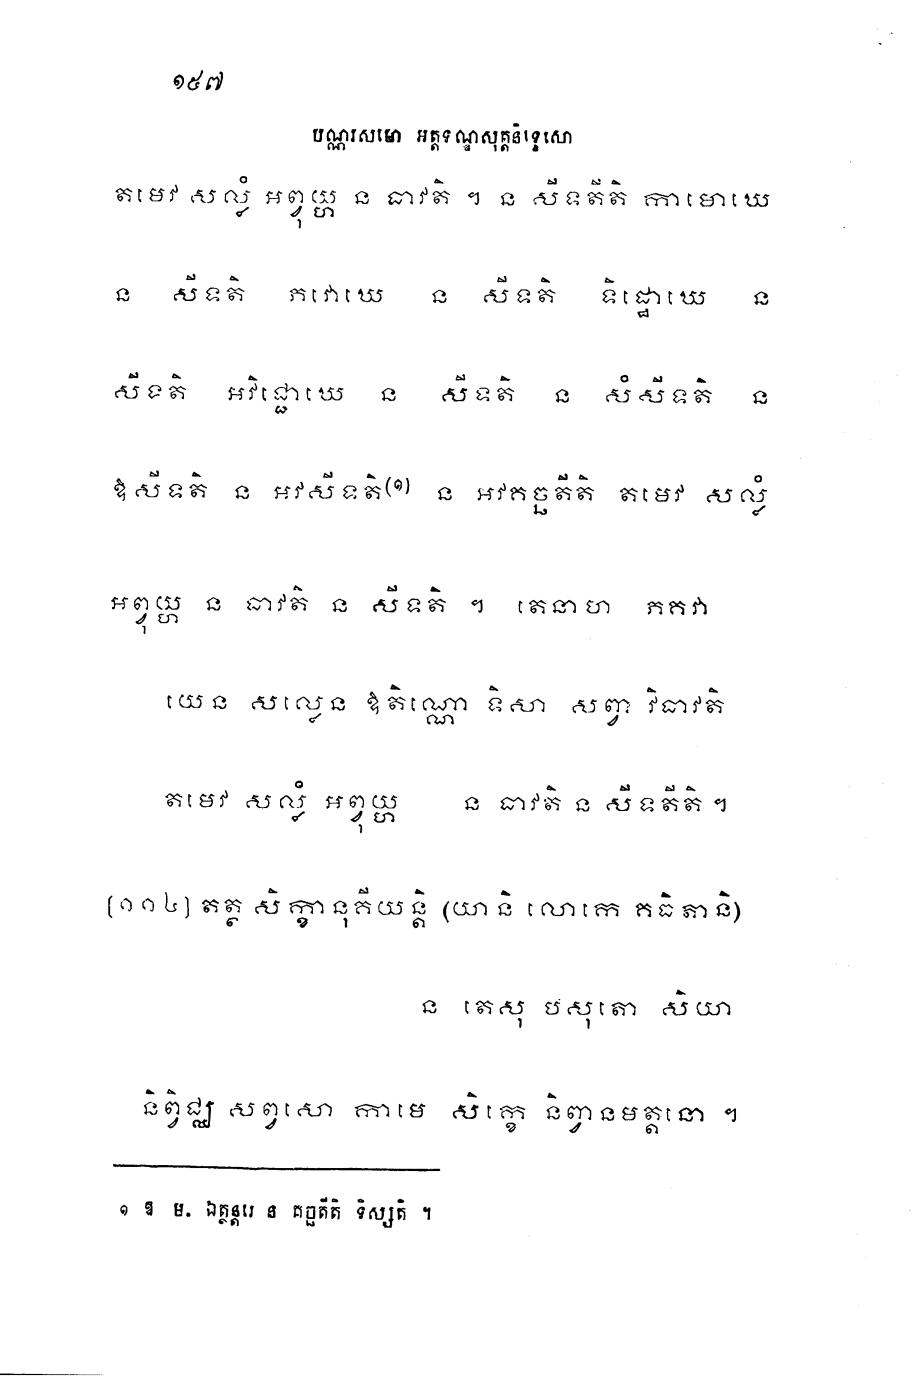 ១៥៧
បណ្ណរសមោ អត្តទណ្ឌសុត្តនិទ្ទេសោ
តមេវ សល្លំ អព្វុយ្ហ ន ធាវតិ ។ ន សីទតីតិ កាមោឃេ
ន សីទតិ ភវោឃេ ន សីទតិ ទិដ្ឋោឃេ ន
សីទតិ អវិជ្ជោឃេ ន សីទតិ ន សំសីទតិ ន
ឱសីទតិ ន អវសីទតិ(១) ន អវគច្ឆតីតិ តមេវ សល្លំ
អព្វុយ្ហ ន ធាវតិ ន សីទតិ ។ តេនាហ ភគវា
យេន សល្លេន ឱតិណ្ណោ ទិសា សព្វា វិធាវតិ
តមេវ សល្លំ អព្វុយ្ហ ន ធាវតិ ន សីទតីតិ ។
[១១៤] តត្ថ សិក្ខានុគីយន្តិ (យានិ លោកេ គធិតានិ)
ន តេសុ បសុតោ សិយា
និព្វិជ្ឈ សព្វសោ កាមេ សិក្ខេ និព្វានមត្តនោ ។
១ ឱ ម. ឯត្ថន្តរេ ន គច្ឆតីតិ ទិស្សតិ ។